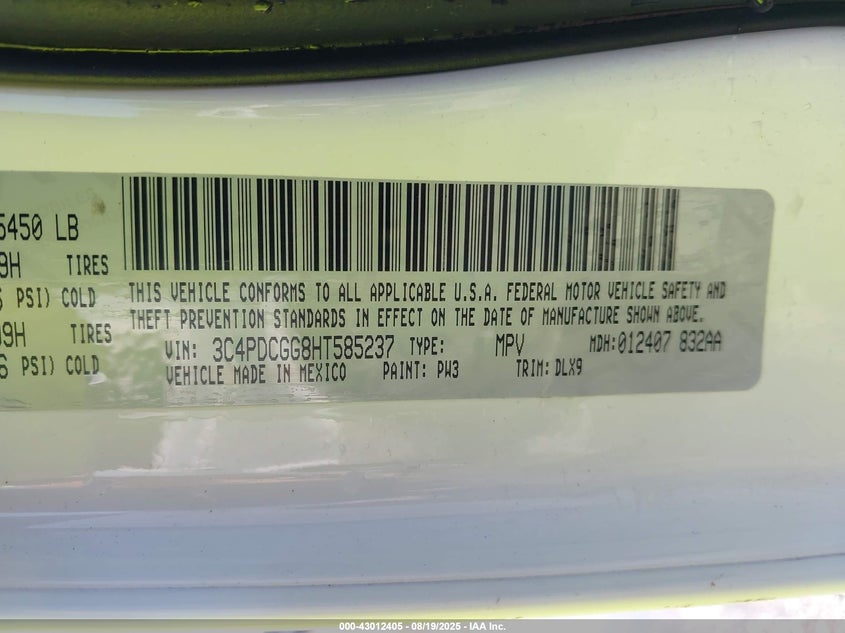 5450 LB
9H TIRES
PSI) COLD
THIS VEHICLE CONFORMS TO ALL APPLICABLE U.S.A. FEDERAL MOTOR VEHICLE SAFETY AND
THEFT PREVENTION STANDARDS IN EFFECT ON THE DATE OF MANUFACTURE SHOWN ABOVE.
09H TIRES
6 PSI) COLD
VIN: 3C4PDCGG8HT585237 TYPE: MPV MDH: 012407 832AA
VEHICLE MADE IN MEXICO PAINT: PW3 TRIM: DLX9
000-43012405 - 08/19/2025 - IAA Inc.